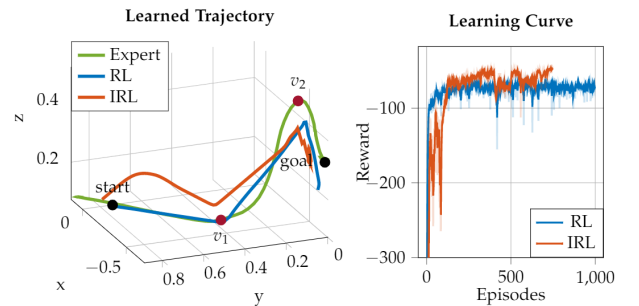 Learned Trajectory
Expert
RL
IRL
v2
0.4
z
0.2
goal
start
v1
0
−0.5
x
0.8
0.6
0.4
0.2
0
y
Learning Curve
−100
Reward
−200
−300
RL
IRL
0
500
1,000
Episodes